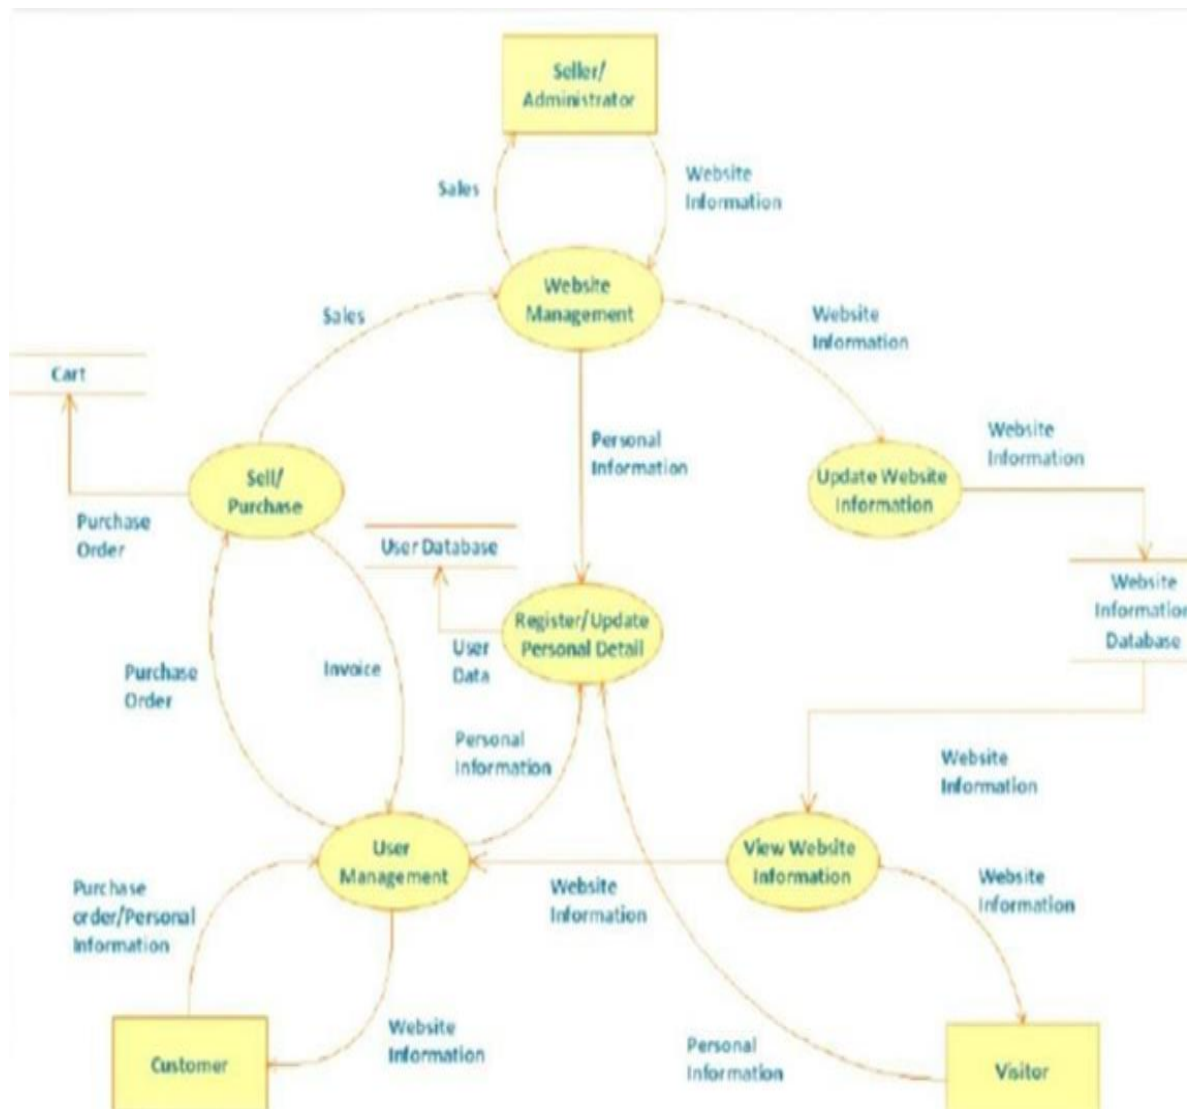 Seller/
Administrator
Sales
Website
Information
Website
Management
Sales
Website
Information
Cart
Personal
Information
Website
Information
Sell/
Purchase
Update Website
Information
Purchase
Order
User Database
Website
Information
Database
Register/Update
Personal Detail
User
Data
Purchase
Order
Invoice
Personal
Information
Website
Information
User
Management
View Website
Information
Purchase
order/Personal
Information
Website
Information
Website
Information
Website
Information
Personal
Information
Customer
Visitor